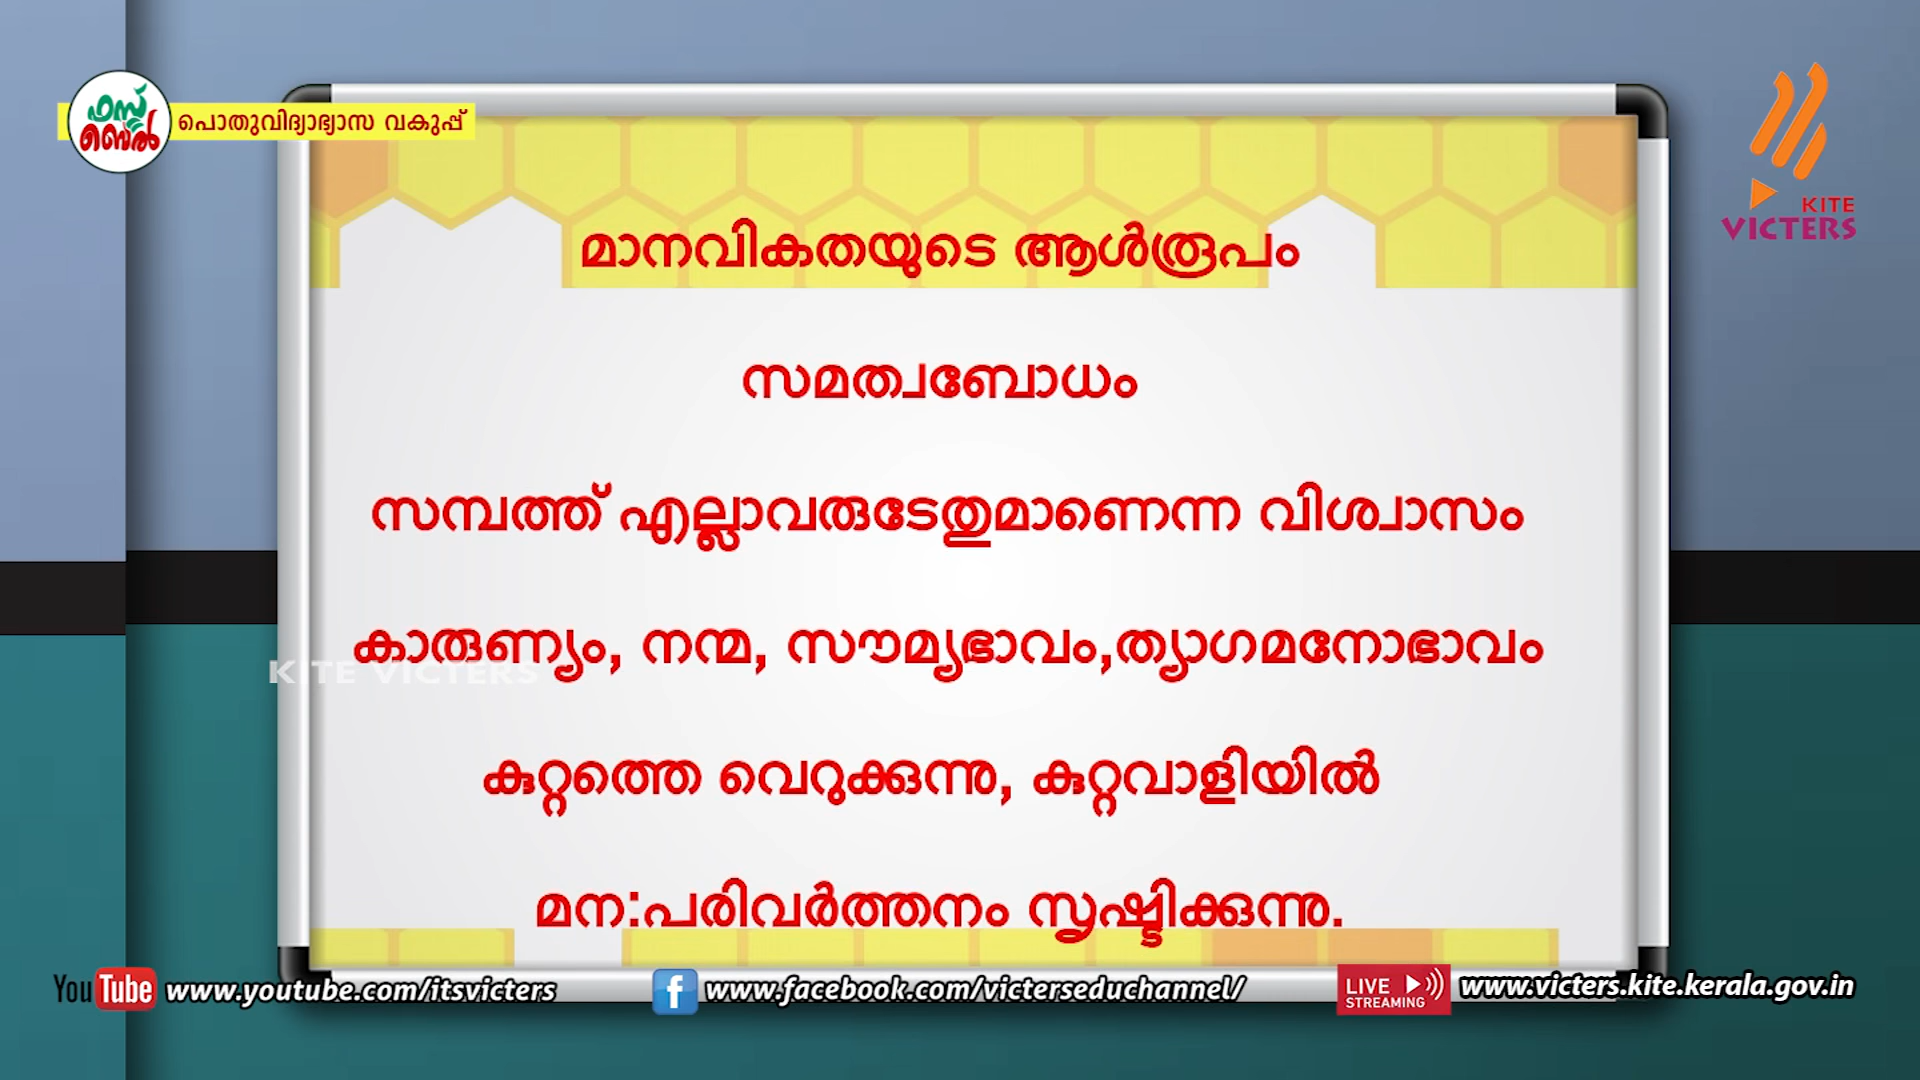 ഫസ്റ്റ് ബെൽ
പൊതുവിദ്യാഭ്യാസ വകുപ്പ്
KITE
VICTERS
മാനവികതയുടെ ആൾരൂപം
സമത്വബോധം
സമ്പത്ത് എല്ലാവരുടേതുമാണെന്ന വിശ്വാസം
കാരുണ്യം, നന്മ, സൗമ്യഭാവം,ത്യാഗമനോഭാവം
KITE VICTERS
കുറ്റത്തെ വെറുക്കുന്നു, കുറ്റവാളിയിൽ
മന:പരിവർത്തനം സൃഷ്ടിക്കുന്നു.
YouTube www.youtube.com/itsvicters
f www.facebook.com/victerseduchannel/
LIVE STREAMING www.victers.kite.kerala.gov.in